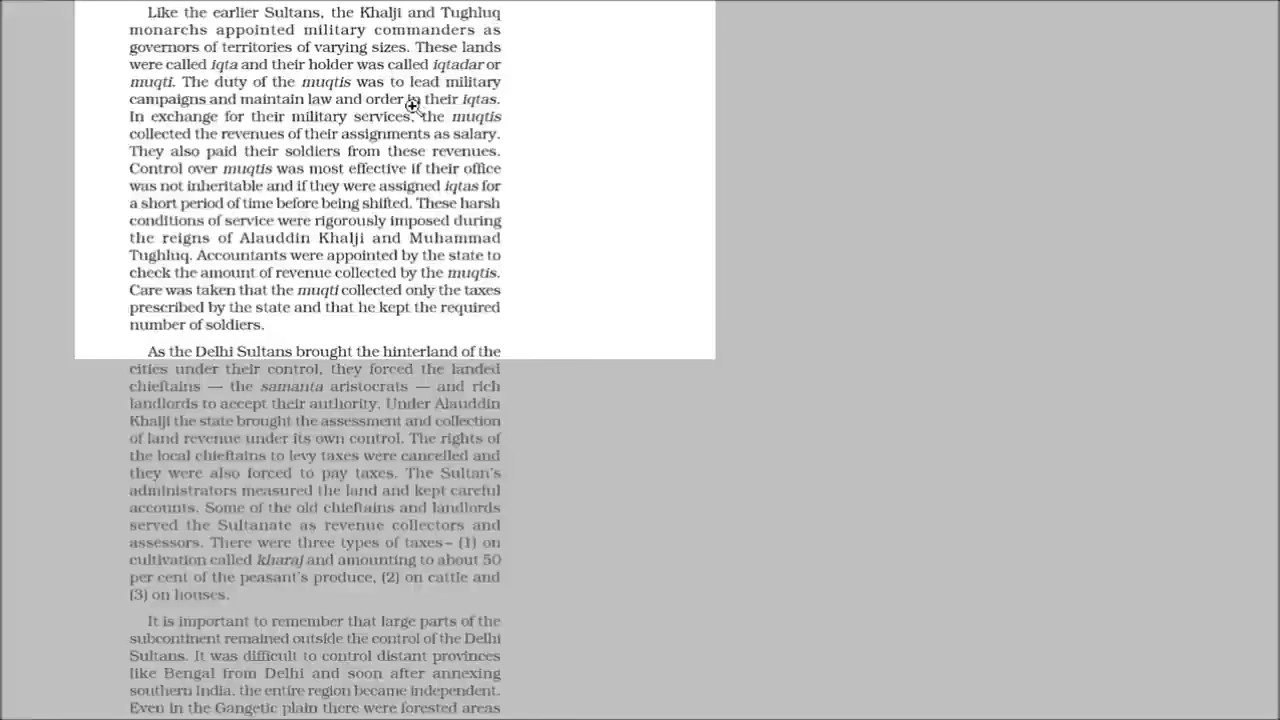 Like the earlier Sultans, the Khalji and Tughluq
monarchs appointed military commanders as
governors of territories of varying sizes. These lands
were called iqta and their holder was called iqtadar or
muqti. The duty of the muqtis was to lead military
campaigns and maintain law and order in their iqtas.
In exchange for their military services, the muqtis
collected the revenues of their assignments as salary.
They also paid their soldiers from these revenues.
Control over muqtis was most effective if their office
was not inheritable and if they were assigned iqtas for
a short period of time before being shifted. These harsh
conditions of service were rigorously imposed during
the reigns of Alauddin Khalji and Muhammad
Tughluq. Accountants were appointed by the state to
check the amount of revenue collected by the muqtis.
Care was taken that the muqti collected only the taxes
prescribed by the state and that he kept the required
number of soldiers.
As the Delhi Sultans brought the hinterland of the
cities under their control, they forced the landed
chieftains — the samanta aristocrats — and rich
landlords to accept their authority. Under Alauddin
Khalji the state brought the assessment and collection
of land revenue under its own control. The rights of
the local chieftains to levy taxes were cancelled and
they were also forced to pay taxes. The Sultan's
administrators measured the land and kept careful
accounts. Some of the old chieftains and landlords
served the Sultanate as revenue collectors and
assessors. There were three types of taxes– (1) on
cultivation called kharaj and amounting to about 50
per cent of the peasant's produce, (2) on cattle and
(3) on houses.
It is important to remember that large parts of the
subcontinent remained outside the control of the Delhi
Sultans. It was difficult to control distant provinces
like Bengal from Delhi and soon after annexing
southern India, the entire region became independent.
Even in the Gangetic plain there were forested areas